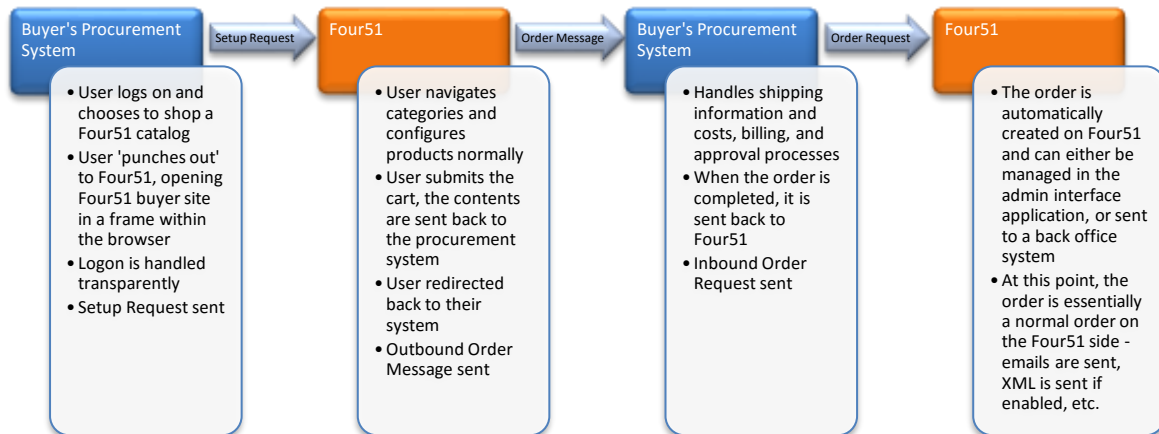 Buyer's Procurement
System
Setup Request
Four51
Order Message
Buyer's Procurement
System
Order Request
Four51
• User logs on and
chooses to shop a
Four51 catalog
• User 'punches out'
to Four51, opening
Four51 buyer site
in a frame within
the browser
• Logon is handled
transparently
• Setup Request sent
• User navigates
categories and
configures
products normally
• User submits the
cart, the contents
are sent back to
the procurement
system
• User redirected
back to their
system
• Outbound Order
Message sent
• Handles shipping
information and
costs, billing, and
approval processes
• When the order is
completed, it is
sent back to
Four51
• Inbound Order
Request sent
• The order is
automatically
created on Four51
and can either be
managed in the
admin interface
application, or sent
to a back office
system
• At this point, the
order is essentially
a normal order on
the Four51 side -
emails are sent,
XML is sent if
enabled, etc.